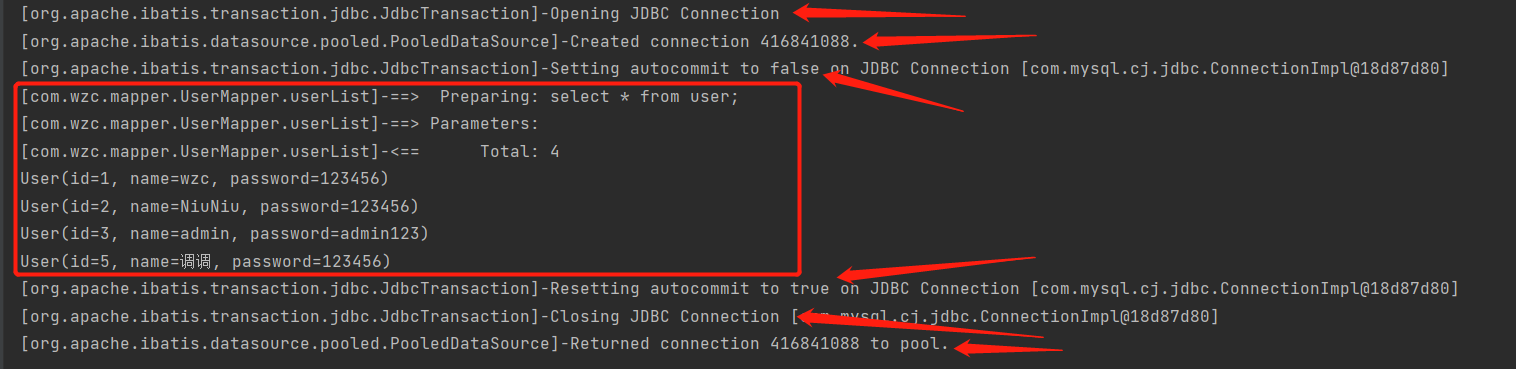 [org.apache.ibatis.transaction.jdbc.JdbcTransaction]-Opening JDBC Connection
[org.apache.ibatis.datasource.pooled.PooledDataSource]-Created connection 416841088.
[org.apache.ibatis.transaction.jdbc.JdbcTransaction]-Setting autocommit to false on JDBC Connection [com.mysql.cj.jdbc.ConnectionImpl@18d87d80]
[com.wzc.mapper.UserMapper.userList]-==>  Preparing: select * from user;
[com.wzc.mapper.UserMapper.userList]-==> Parameters:
[com.wzc.mapper.UserMapper.userList]-<==      Total: 4
User(id=1, name=wzc, password=123456)
User(id=2, name=NiuNiu, password=123456)
User(id=3, name=admin, password=admin123)
User(id=5, name=调调, password=123456)
[org.apache.ibatis.transaction.jdbc.JdbcTransaction]-Resetting autocommit to true on JDBC Connection [com.mysql.cj.jdbc.ConnectionImpl@18d87d80]
[org.apache.ibatis.transaction.jdbc.JdbcTransaction]-Closing JDBC Connection [com.mysql.cj.jdbc.ConnectionImpl@18d87d80]
[org.apache.ibatis.datasource.pooled.PooledDataSource]-Returned connection 416841088 to pool.